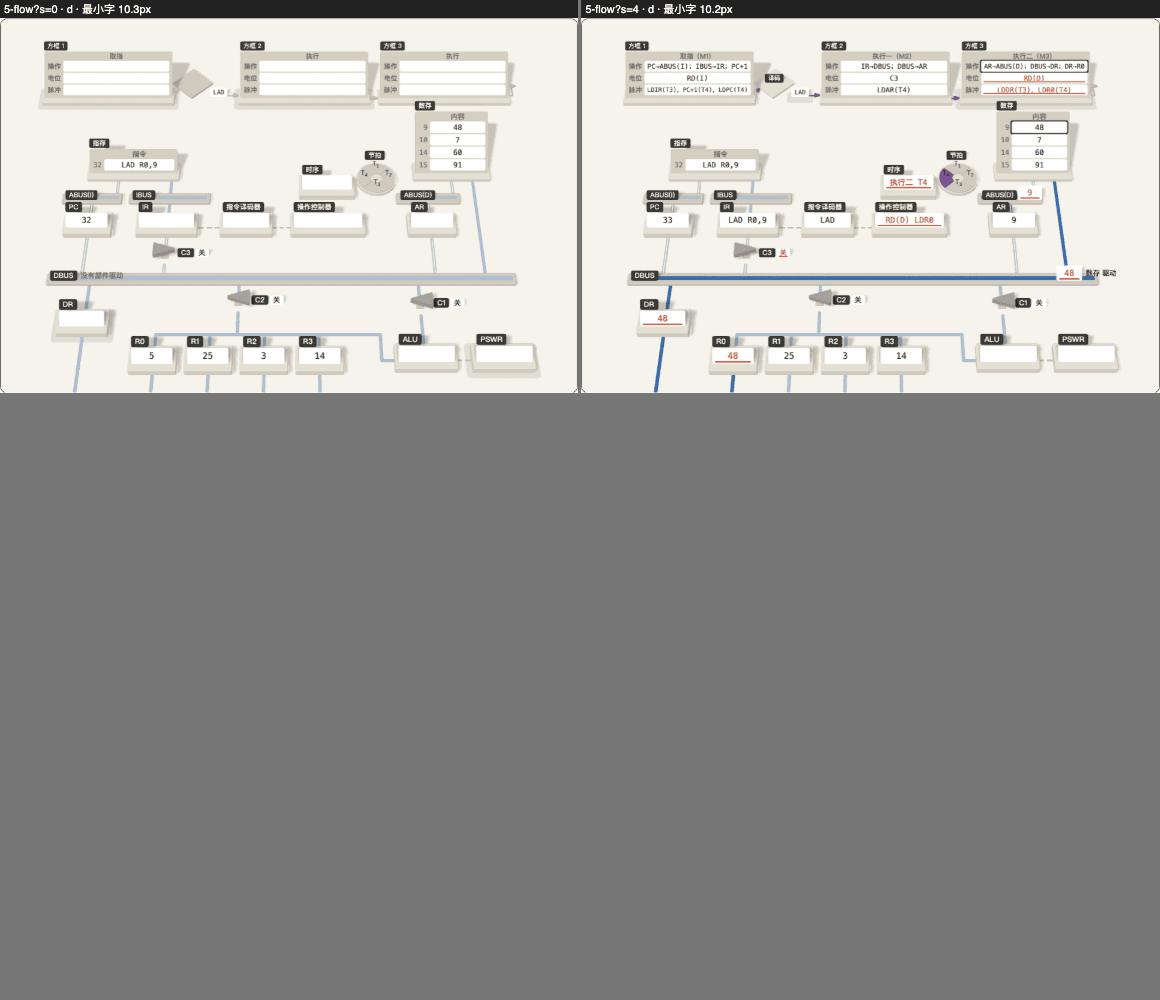 5-flow?s=0 · d · 最小字 10.3px
方框 1
取指
操作
电位
脉冲
LAD
方框 2
执行
方框 3
执行
操作
电位
脉冲
数存
内容
9 48
10 7
14 60
15 91
指存
指令
32 LAD R0,9
时序
节拍
T₁
T₂
T₃
T₄
ABUS(I)
IBUS
ABUS(D)
PC
32
IR
指令译码器
操作控制器
AR
C3 关
DBUS 没有部件驱动
DR
C2 关
C1 关
R0
5
R1
25
R2
3
R3
14
ALU
PSWR
5-flow?s=4 · d · 最小字 10.2px
方框 1
取指 (M1)
操作 PC→ABUS(I); IBUS→IR; PC+1
电位 RD(I)
脉冲 LDIR(T3), PC+1(T4), LDPC(T4)
译码
LAD
方框 2
执行一 (M2)
IR→DBUS; DBUS→AR
C3
LDAR(T4)
方框 3
执行二 (M3)
操作 AR→ABUS(D); DBUS→DR; DR→R0
电位 RD(D)
脉冲 LDDR(T3), LDR0(T4)
数存
内容
9 48
10 7
14 60
15 91
指存
指令
32 LAD R0,9
时序
执行二 T4
节拍
T₁
T₂
T₃
T₄
ABUS(I)
IBUS
ABUS(D) 9
PC
33
IR
LAD R0,9
指令译码器
LAD
操作控制器
RD(D) LDR0
AR
9
C3 关
DBUS
48 数存 驱动
DR
48
C2 关
C1 关
R0
48
R1
25
R2
3
R3
14
ALU
PSWR